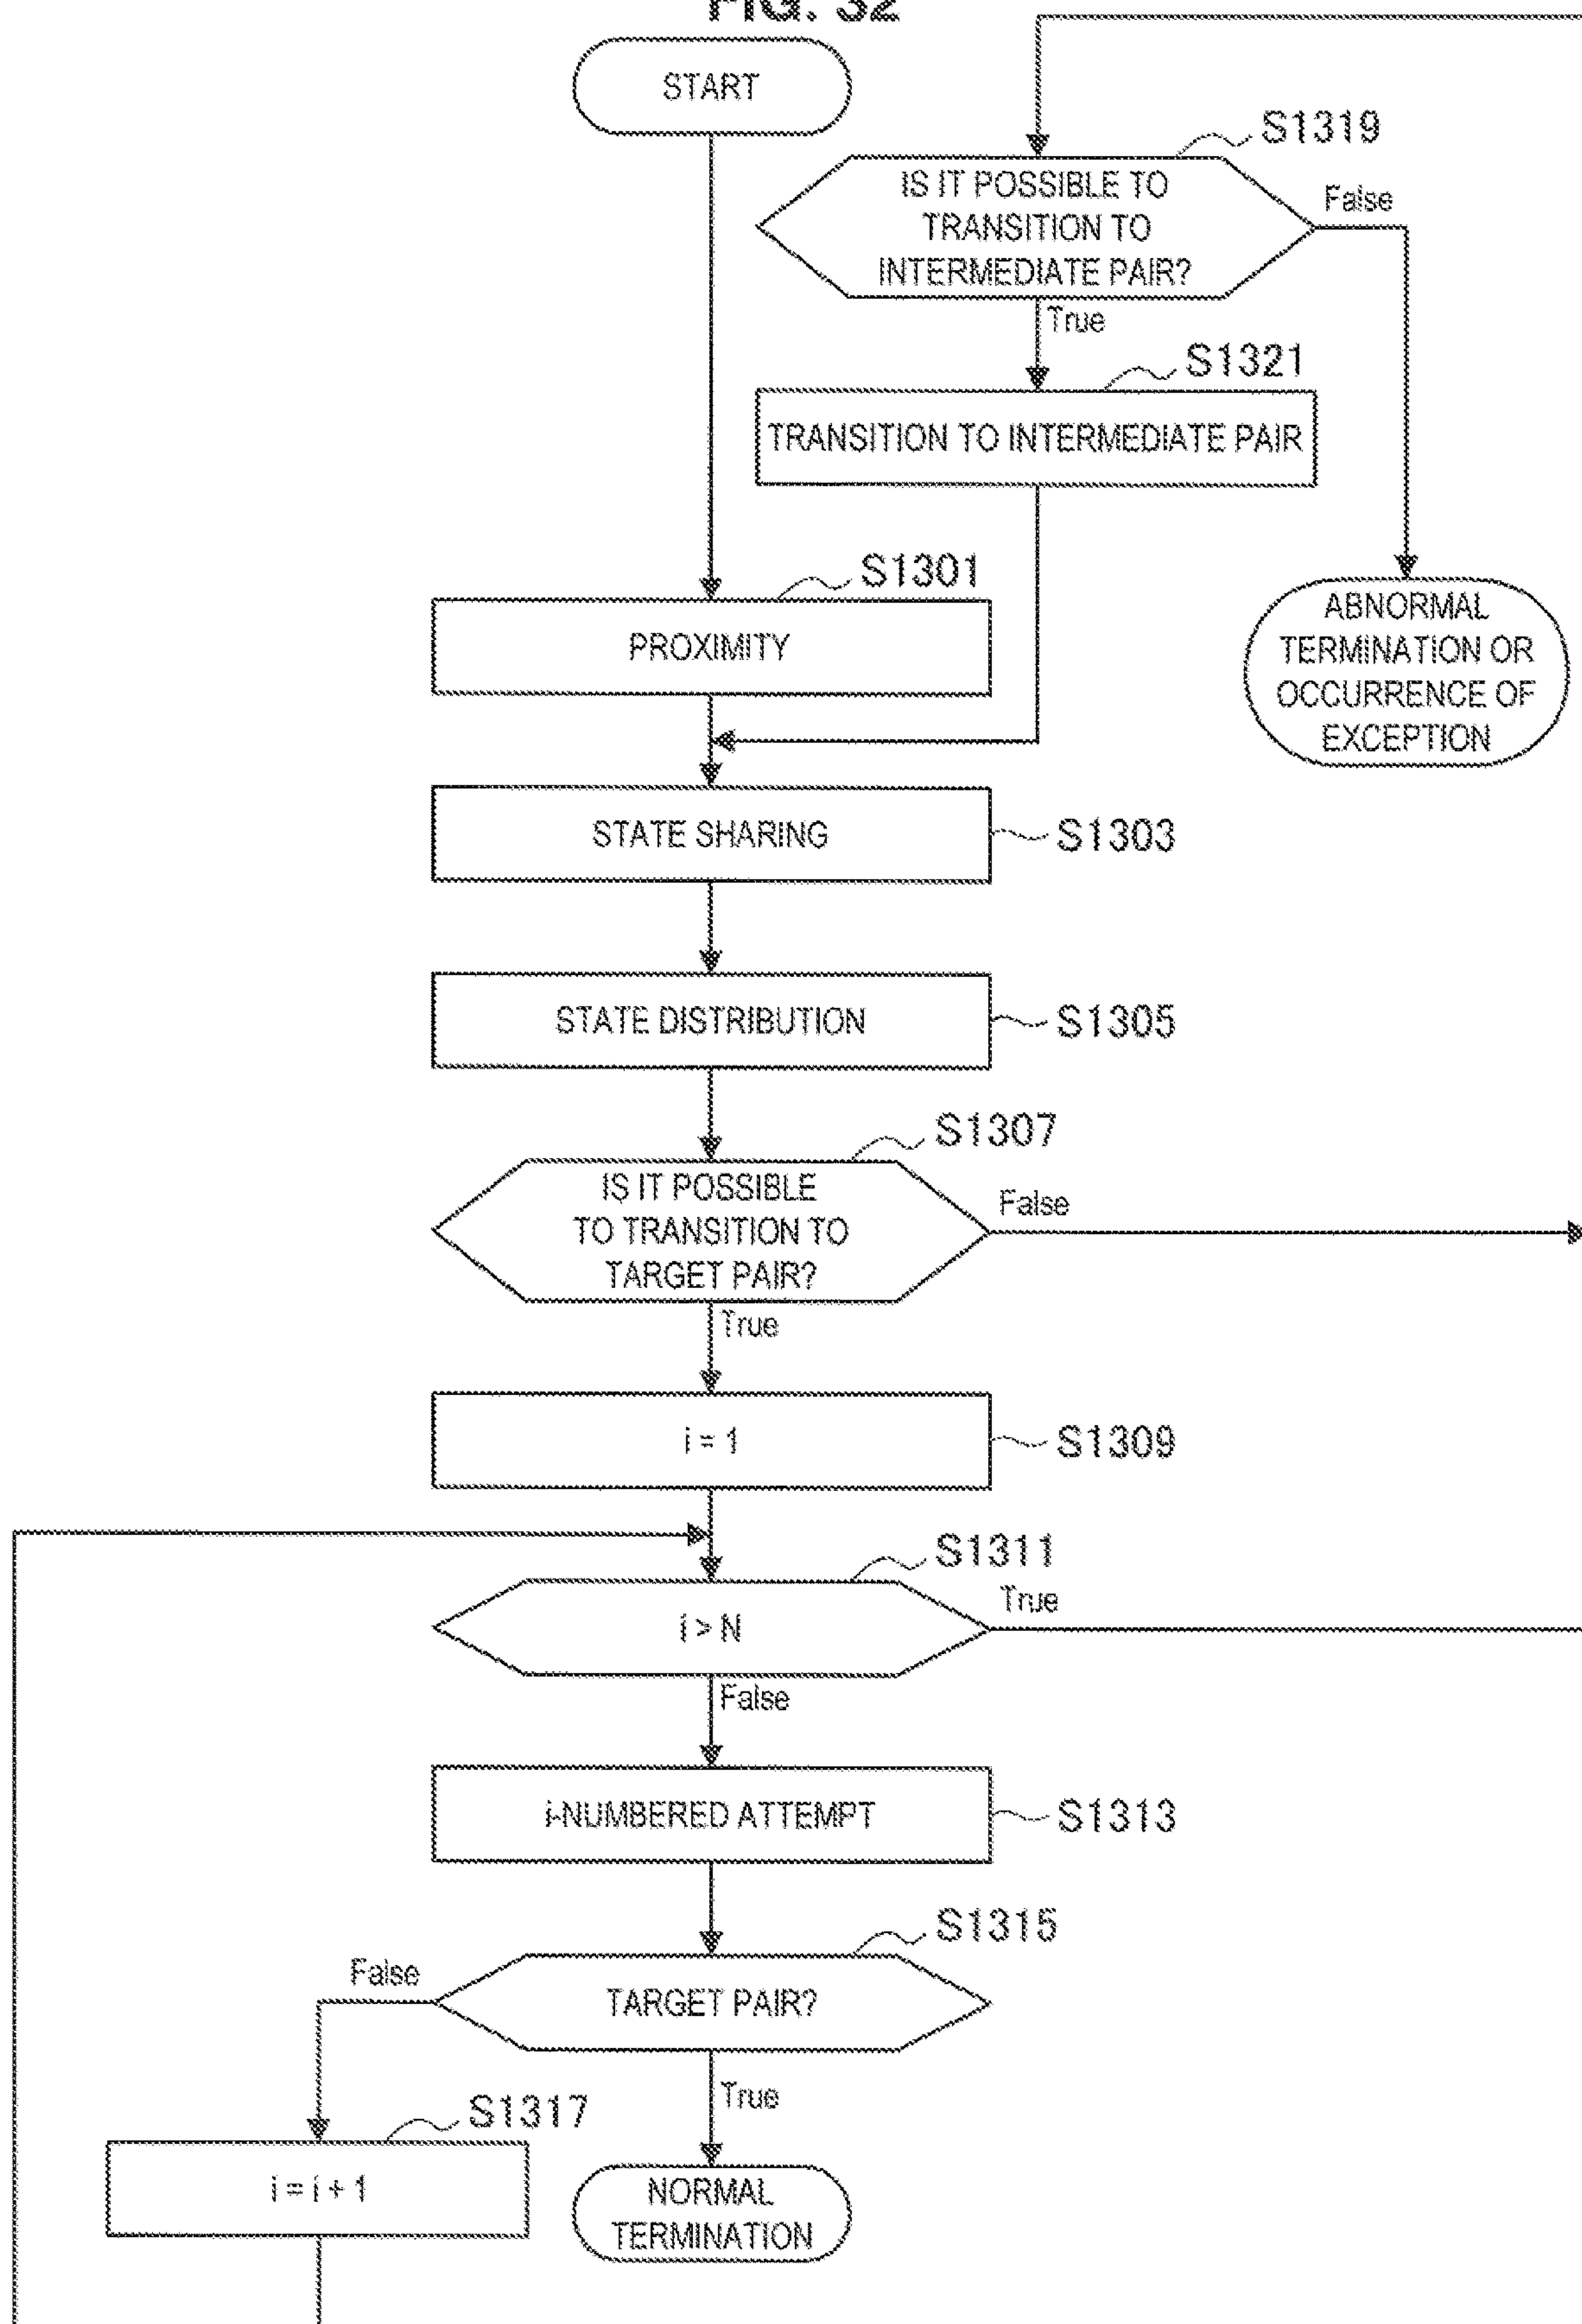 FIG. 32
START
S1319
IS IT POSSIBLE TO
TRANSITION TO
INTERMEDIATE PAIR?
False
True
S1321
TRANSITION TO INTERMEDIATE PAIR
S1301
PROXIMITY
ABNORMAL
TERMINATION OR
OCCURRENCE OF
EXCEPTION
STATE SHARING
S1303
STATE DISTRIBUTION
S1305
S1307
IS IT POSSIBLE
TO TRANSITION TO
TARGET PAIR?
False
True
i = 1
S1309
S1311
i > N
True
False
i-NUMBERED ATTEMPT
S1313
S1315
TARGET PAIR?
False
True
S1317
i = i + 1
NORMAL
TERMINATION